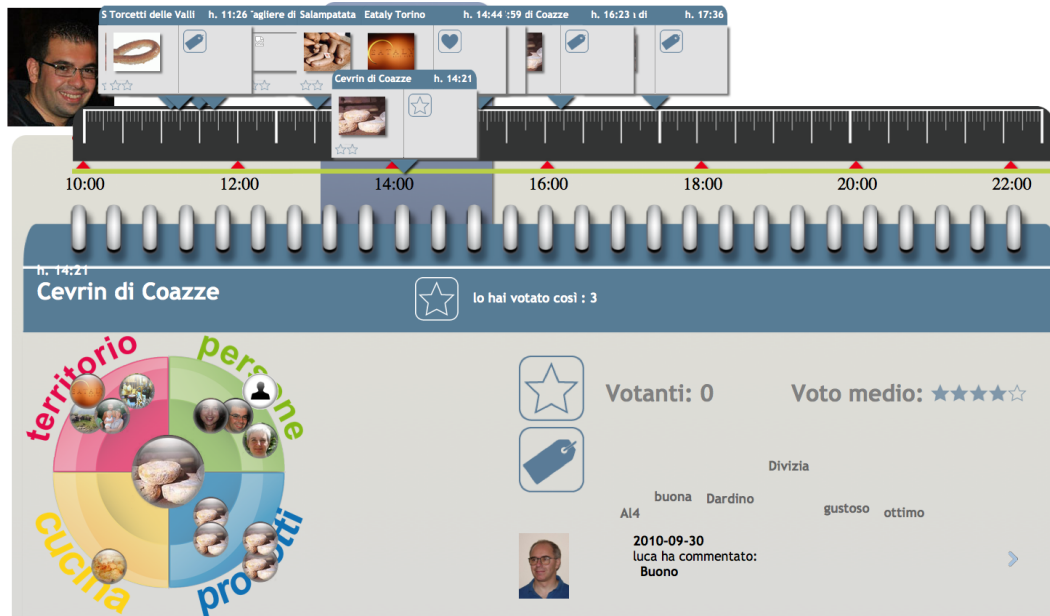 S Torcetti delle Valli h. 11:26 Tagliere di Salampatata Eataly Torino h. 14:44 :59 di Coazze h. 16:23 di h. 17:36
Cevrin di Coazze h. 14:21
10:00 12:00 14:00 16:00 18:00 20:00 22:00
h. 14:21
Cevrin di Coazze
lo hai votato così : 3
territorio persone
cucina prodotti
Votanti: 0 Voto medio:
Divizia
buona Dardino
Al4 gustoso ottimo
2010-09-30
luca ha commentato:
Buono